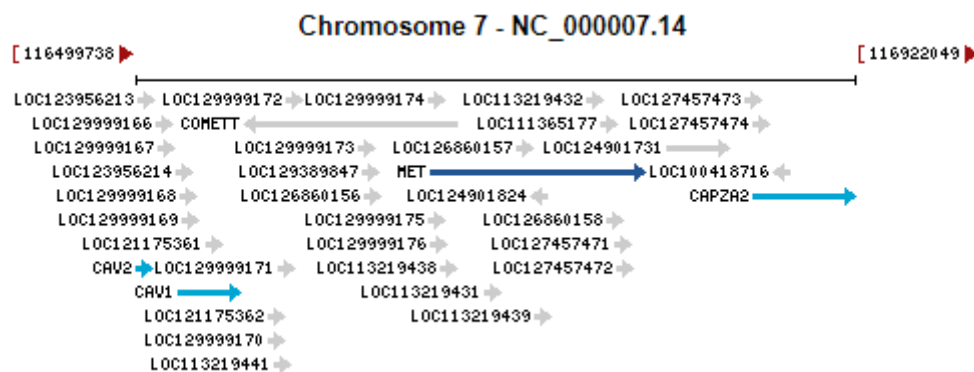 Chromosome 7 - NC_000007.14
[ 116499738 [ 116922049
LOC123956213 LOC129999172 LOC129999174 LOC113219432 LOC127457473
LOC129999166 COMETT LOC111365177 LOC127457474
LOC129999167 LOC129999173 LOC126860157 LOC124901731
LOC123956214 LOC129389847 MET LOC100418716
LOC129999168 LOC126860156 LOC124901824 CAPZA2
LOC129999169 LOC129999175 LOC126860158
LOC121175361 LOC129999176 LOC127457471
CAV2 LOC129999171 LOC113219438 LOC127457472
CAV1 LOC113219431
LOC121175362 LOC113219439
LOC129999170
LOC113219441